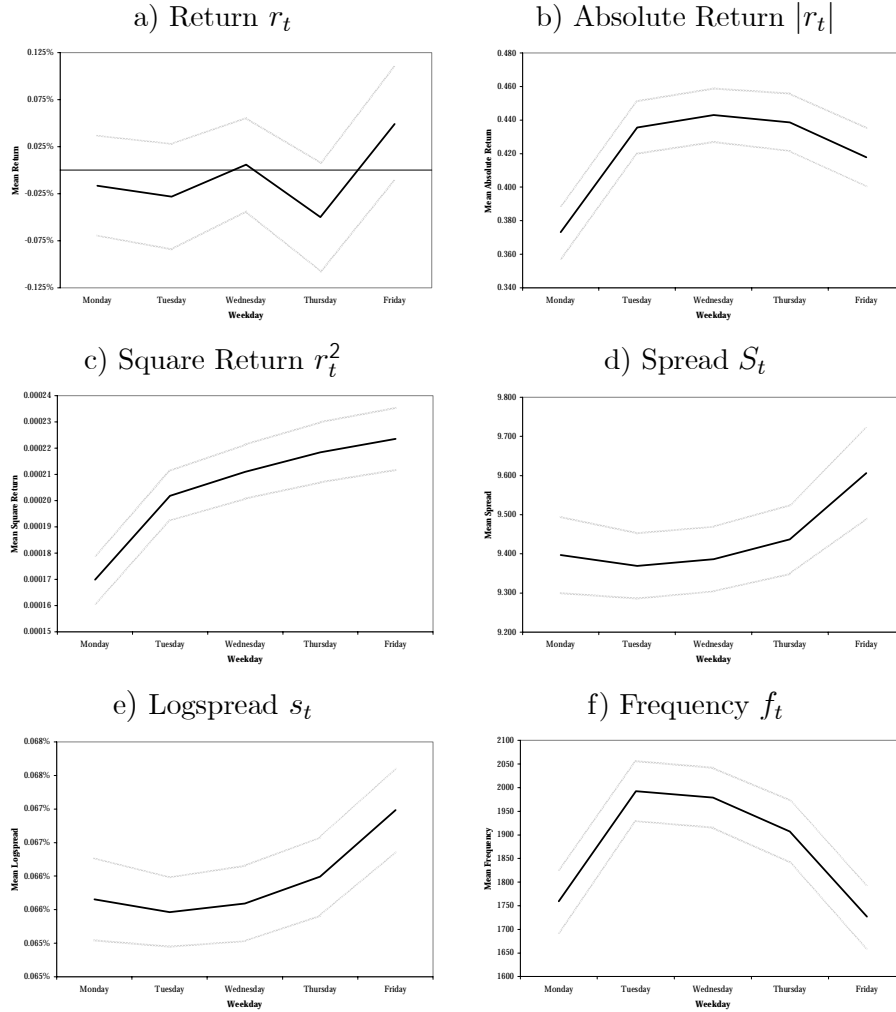 a) Return r_t
0.125%
0.075%
0.025%
-0.025%
-0.075%
-0.125%
Mean Return
Monday Tuesday Wednesday Thursday Friday
Weekday
b) Absolute Return |r_t|
0.480
0.460
0.440
0.420
0.400
0.380
0.360
0.340
Mean Absolute Return
Monday Tuesday Wednesday Thursday Friday
Weekday
c) Square Return r_t^2
0.00024
0.00023
0.00022
0.00021
0.00020
0.00019
0.00018
0.00017
0.00016
0.00015
Mean Square Return
Monday Tuesday Wednesday Thursday Friday
Weekday
d) Spread S_t
9.800
9.700
9.600
9.500
9.400
9.300
9.200
Mean Spread
Monday Tuesday Wednesday Thursday Friday
Weekday
e) Logspread s_t
0.068%
0.068%
0.067%
0.067%
0.066%
0.066%
0.065%
0.065%
Mean Logspread
Monday Tuesday Wednesday Thursday Friday
Weekday
f) Frequency f_t
2100
2050
2000
1950
1900
1850
1800
1750
1700
1650
1600
Mean Frequency
Monday Tuesday Wednesday Thursday Friday
Weekday